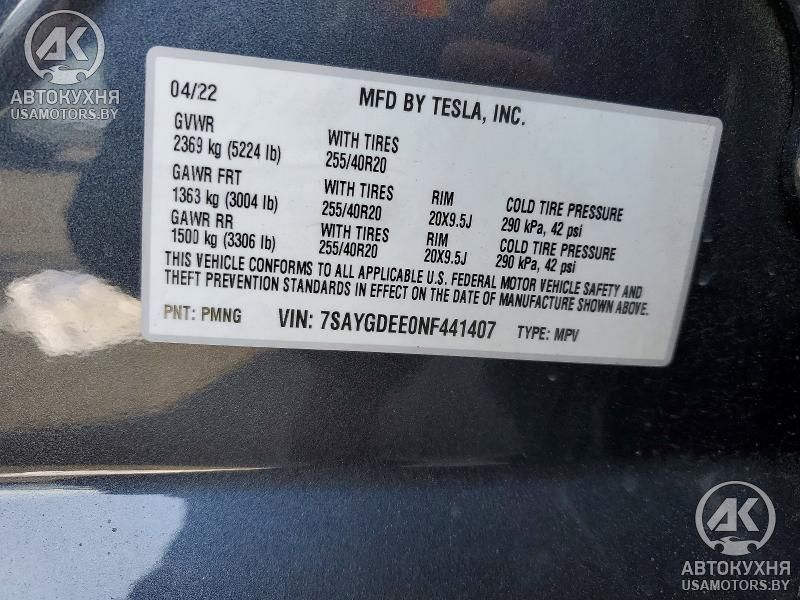 AK
АВТОКУХНЯ
USAMOTORS.BY
04/22 MFD BY TESLA, INC.
GVWR
2369 kg (5224 lb) WITH TIRES 255/40R20
GAWR FRT
1363 kg (3004 lb) WITH TIRES 255/40R20 RIM 20X9.5J COLD TIRE PRESSURE 290 kPa, 42 psi
GAWR RR
1500 kg (3306 lb) WITH TIRES 255/40R20 RIM 20X9.5J COLD TIRE PRESSURE 290 kPa, 42 psi
THIS VEHICLE CONFORMS TO ALL APPLICABLE U.S. FEDERAL MOTOR VEHICLE SAFETY AND
THEFT PREVENTION STANDARDS IN EFFECT ON THE DATE OF MANUFACTURE SHOWN ABOVE.
PNT: PMNG VIN: 7SAYGDEE0NF441407 TYPE: MPV
AK
АВТОКУХНЯ
USAMOTORS.BY